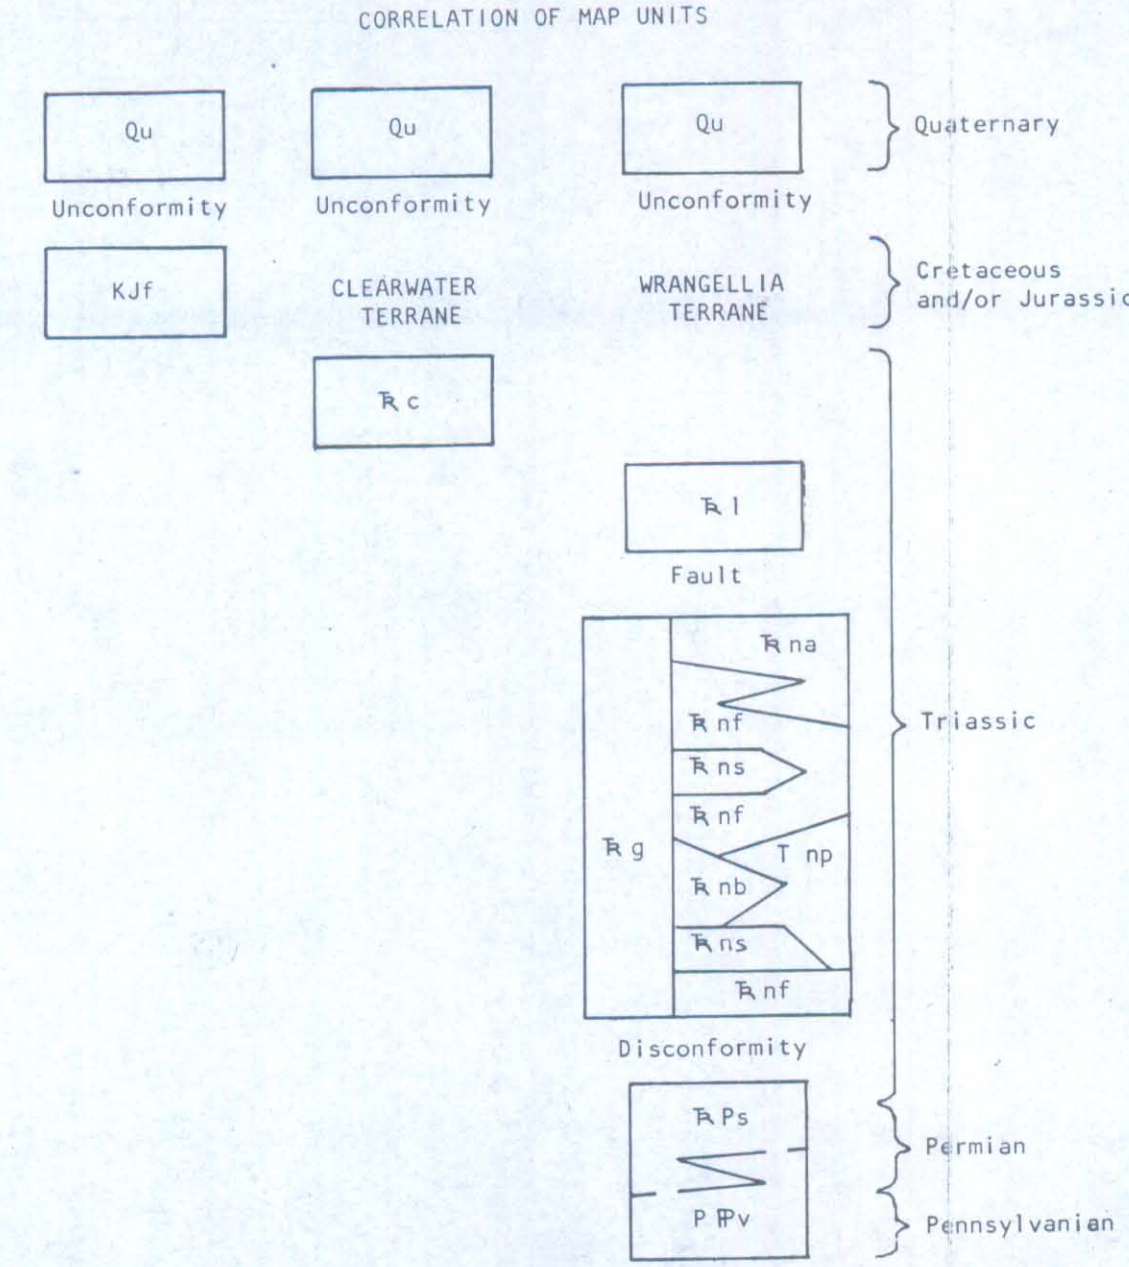 CORRELATION OF MAP UNITS
Qu
Qu
Qu
Quaternary
Unconformity
Unconformity
Unconformity
KJf
CLEARWATER
TERRANE
WRANGELLIA
TERRANE
Cretaceous
and/or Jurassic
Ꞧ c
Ꞧ l
Fault
Ꞧ na
Ꞧ nf
Triassic
Ꞧ ns
Ꞧ nf
Ꞧ g
T np
Ꞧ nb
Ꞧ ns
Ꞧ nf
Disconformity
Ꞧ Ps
Permian
P ⅠPv
Pennsylvanian